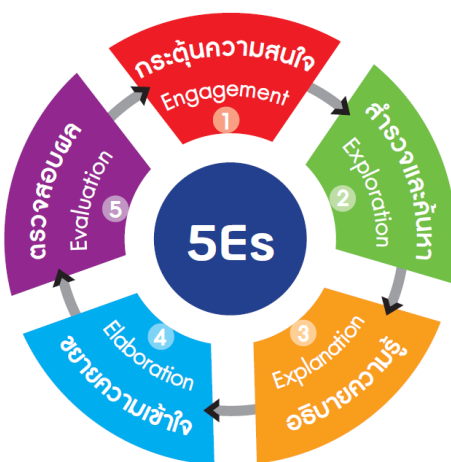 5Es
กระตุ้นความสนใจ
Engagement
1
สำรวจและค้นหา
Exploration
2
3
Explanation
อธิบายความรู้
4
Elaboration
ขยายความเข้าใจ
ตรวจสอบผล
Evaluation
5